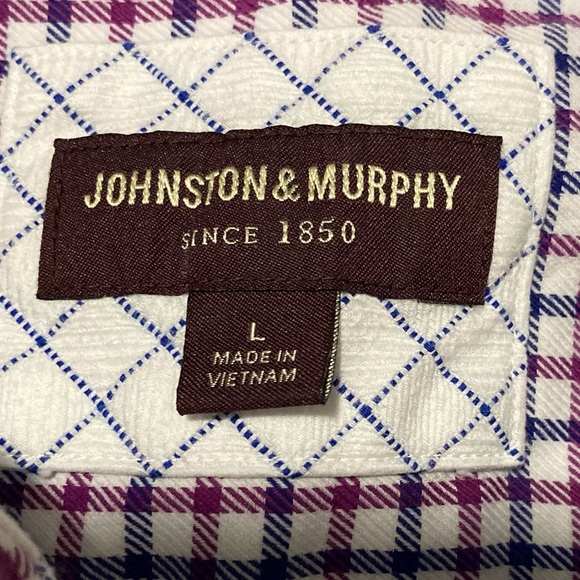 JOHNSTON & MURPHY
SINCE 1850
L
MADE IN
VIETNAM